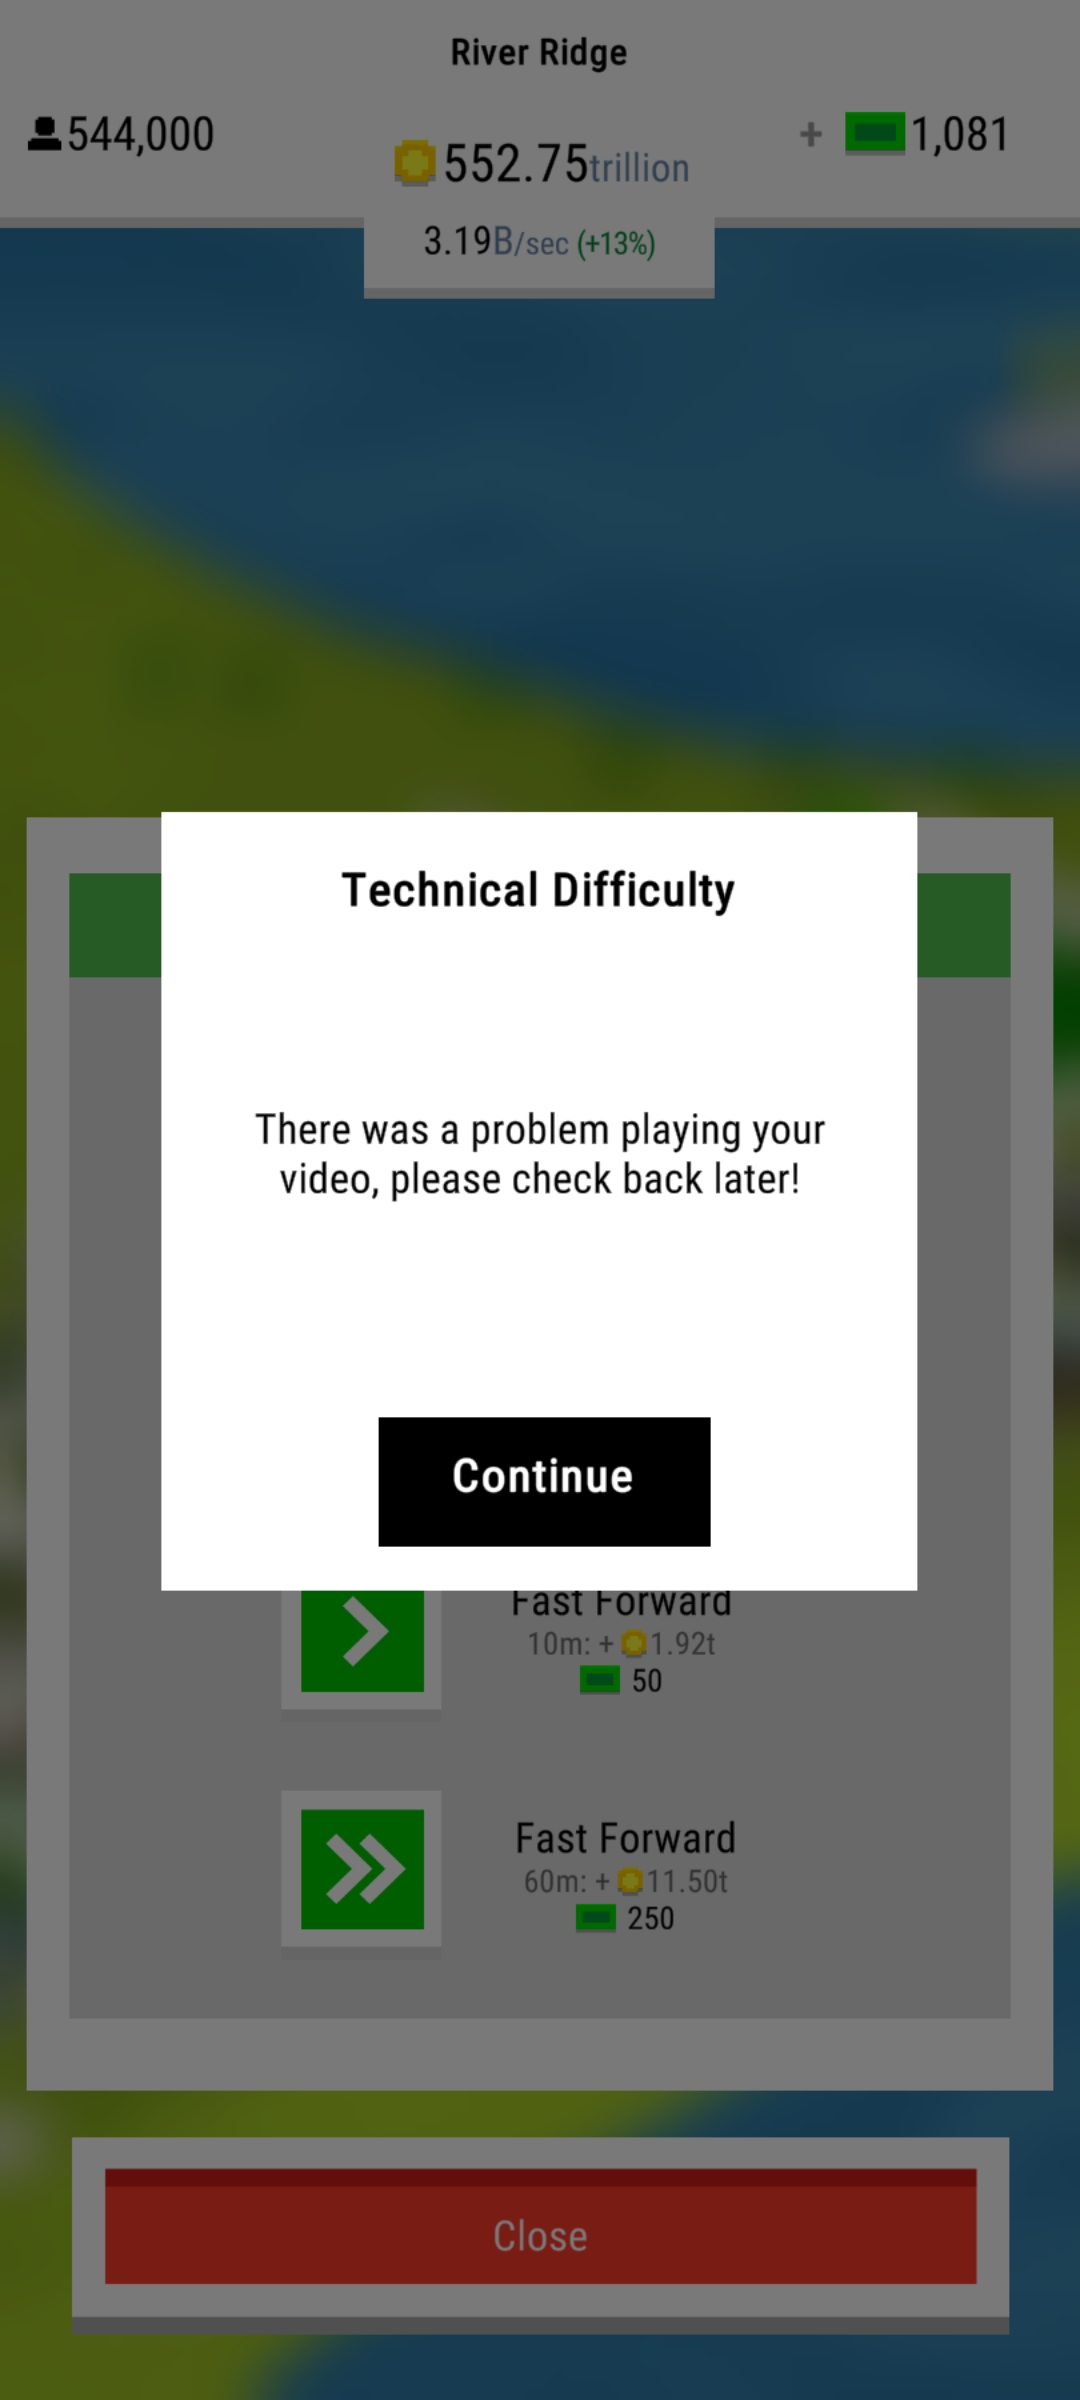 River Ridge
544,000
552.75trillion
+ 1,081
3.19B/sec (+13%)
Technical Difficulty
There was a problem playing your
video, please check back later!
Continue
Fast Forward
10m: + 1.92t
50
Fast Forward
60m: + 11.50t
250
Close